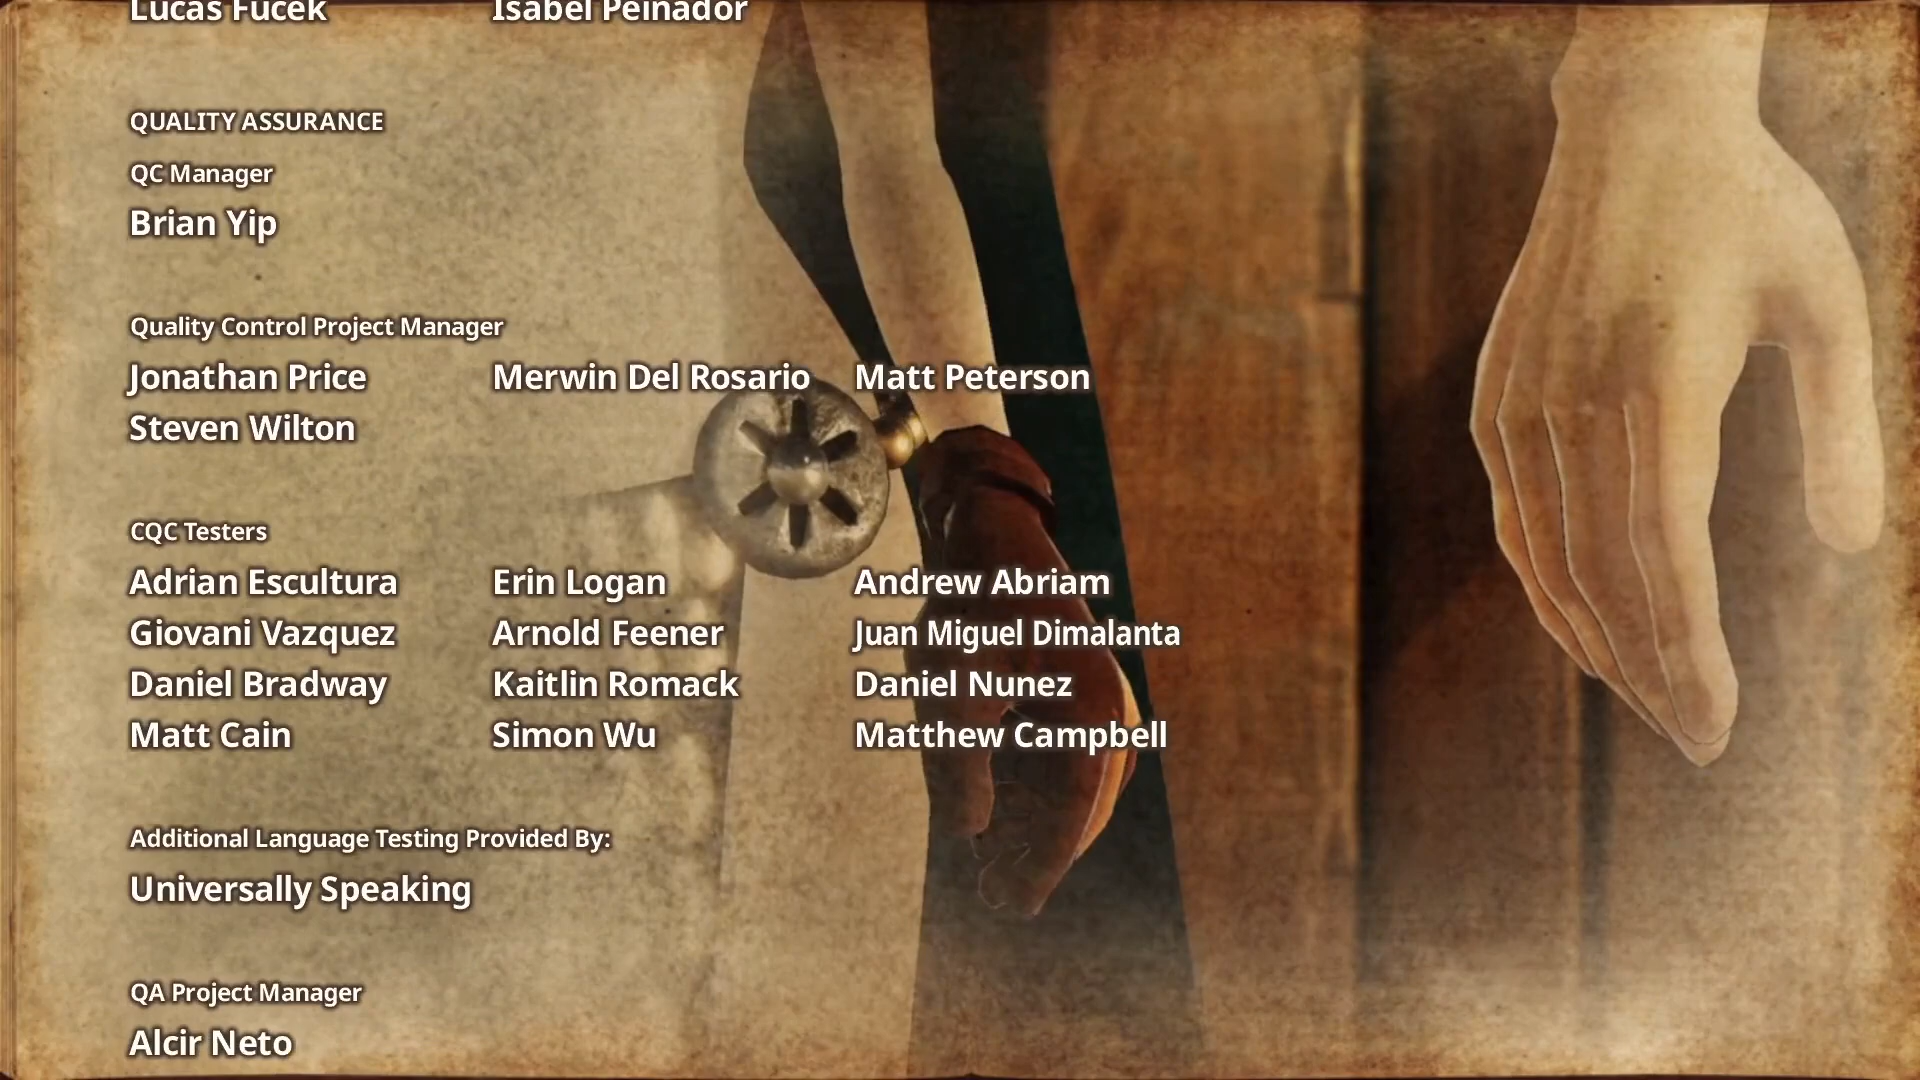 Lucas Fucek Isabel Peinador
QUALITY ASSURANCE
QC Manager
Brian Yip
Quality Control Project Manager
Jonathan Price Merwin Del Rosario Matt Peterson
Steven Wilton
CQC Testers
Adrian Escultura Erin Logan Andrew Abriam
Giovani Vazquez Arnold Feener Juan Miguel Dimalanta
Daniel Bradway Kaitlin Romack Daniel Nunez
Matt Cain Simon Wu Matthew Campbell
Additional Language Testing Provided By:
Universally Speaking
QA Project Manager
Alcir Neto